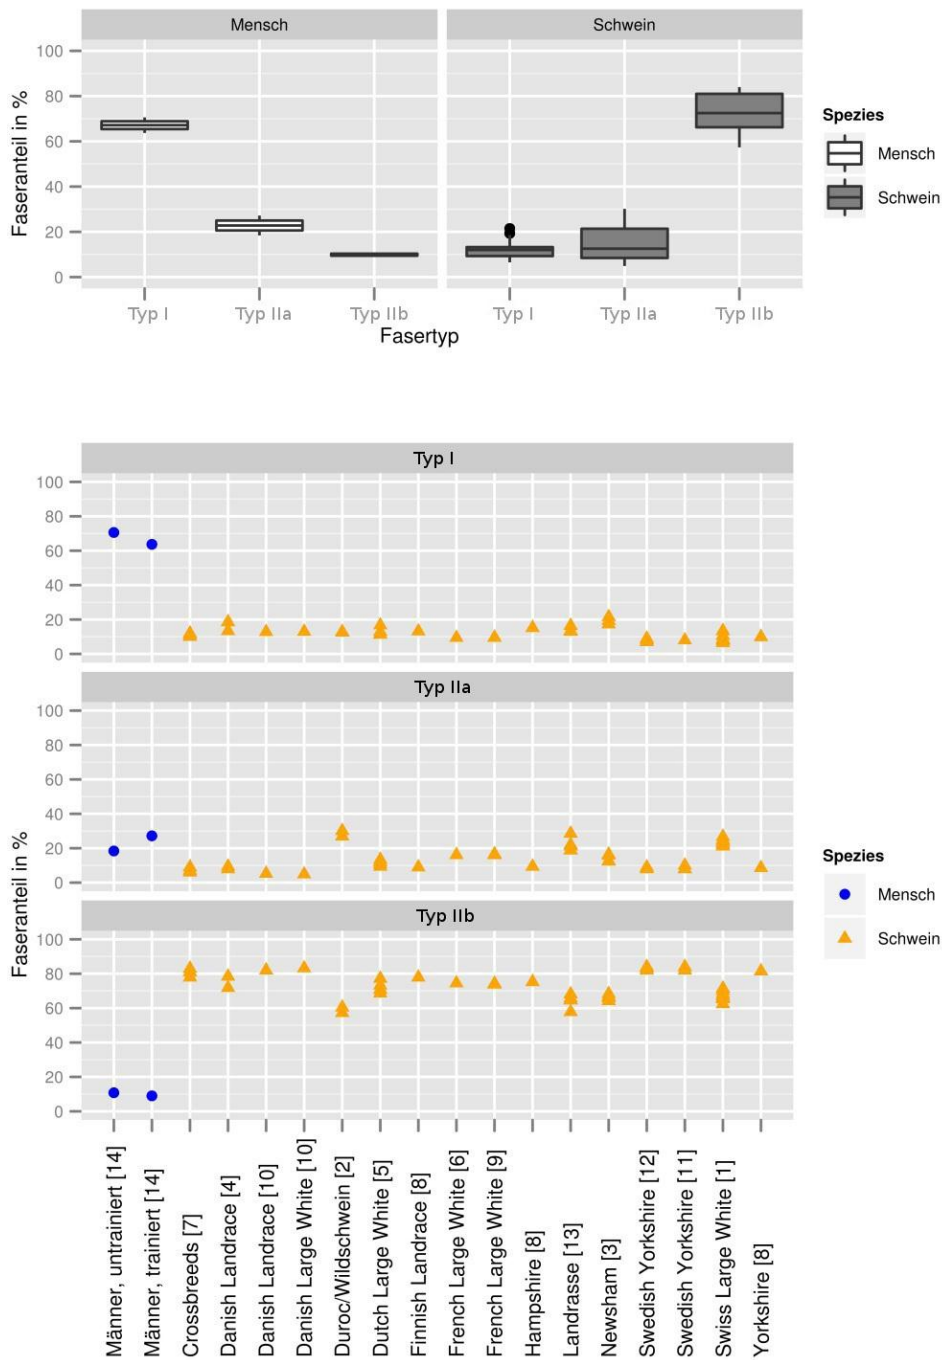 Mensch Schwein
Faseranteil in %
100
80
60
40
20
0
Typ I Typ IIa Typ IIb Typ I Typ IIa Typ IIb
Fasertyp
Spezies
Mensch
Schwein
Typ I
100
80
60
40
20
0
Typ IIa
100
80
60
40
20
0
Faseranteil in %
Typ IIb
100
80
60
40
20
0
Spezies
Mensch
Schwein
Männer, untrainiert [14]
Männer, trainiert [14]
Crossbreeds [7]
Danish Landrace [4]
Danish Landrace [10]
Danish Large White [10]
Duroc/Wildschwein [2]
Dutch Large White [5]
Finnish Landrace [8]
French Large White [6]
French Large White [9]
Hampshire [8]
Landrasse [13]
Newsham [3]
Swedish Yorkshire [12]
Swedish Yorkshire [11]
Swiss Large White [1]
Yorkshire [8]